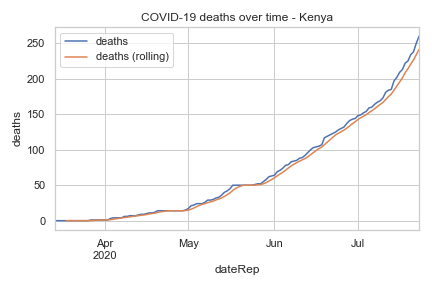 COVID-19 deaths over time - Kenya
deaths
deaths (rolling)
250
200
150
100
50
0
deaths
Apr
2020
May
Jun
Jul
dateRep